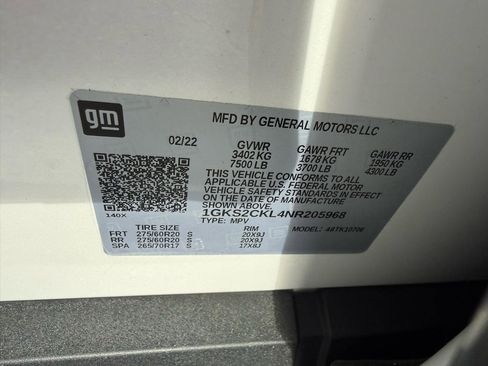 gm
MFD BY GENERAL MOTORS LLC
02/22 GVWR GAWR FRT GAWR RR
3402 KG 1678 KG 1950 KG
7500 LB 3700 LB 4300 LB
THIS VEHICLE CONFORMS TO ALL
APPLICABLE U.S. FEDERAL MOTOR
VEHICLE SAFETY STANDARDS IN
EFFECT ON THE DATE OF MANUFACTURE
SHOWN ABOVE.
1GKS2CKL4NR205968
140X TYPE: MPV MODEL: 48TK10706
TIRE SIZE RIM
FRT 275/60R20 S 20X9J
RR 275/60R20 S 20X9J
SPA 265/70R17 S 17X8J